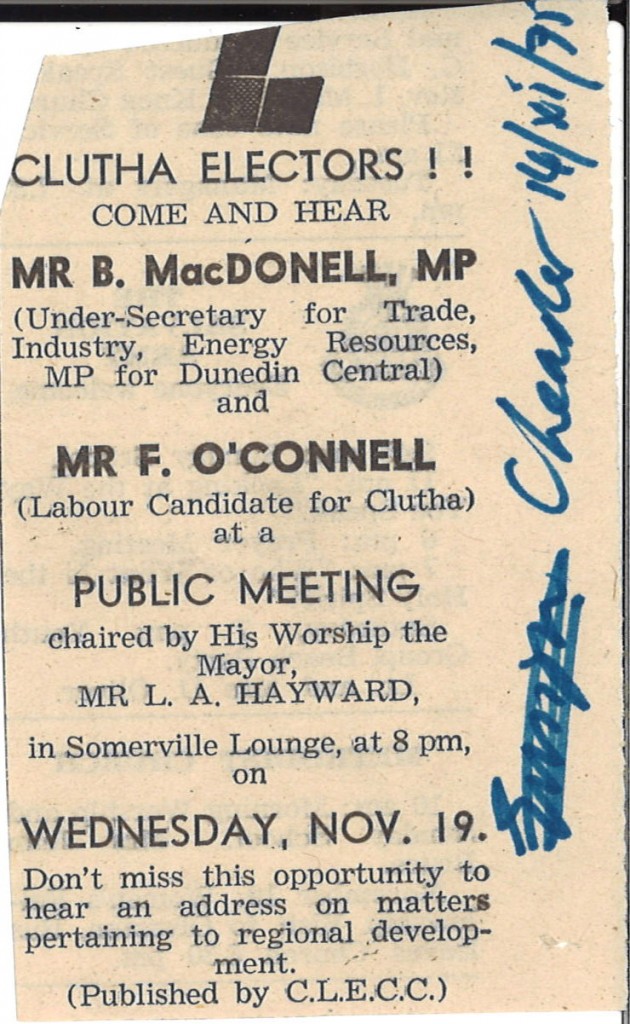 CLUTHA ELECTORS ! !
COME AND HEAR
MR B. MacDONELL, MP
(Under-Secretary for Trade,
Industry, Energy Resources,
MP for Dunedin Central)
and
MR F. O'CONNELL
(Labour Candidate for Clutha)
at a
PUBLIC MEETING
chaired by His Worship the
Mayor,
MR L. A. HAYWARD,
in Somerville Lounge, at 8 pm,
on
WEDNESDAY, NOV. 19.
Don't miss this opportunity to
hear an address on matters
pertaining to regional develop-
ment.
(Published by C.L.E.C.C.)
14/xi/75